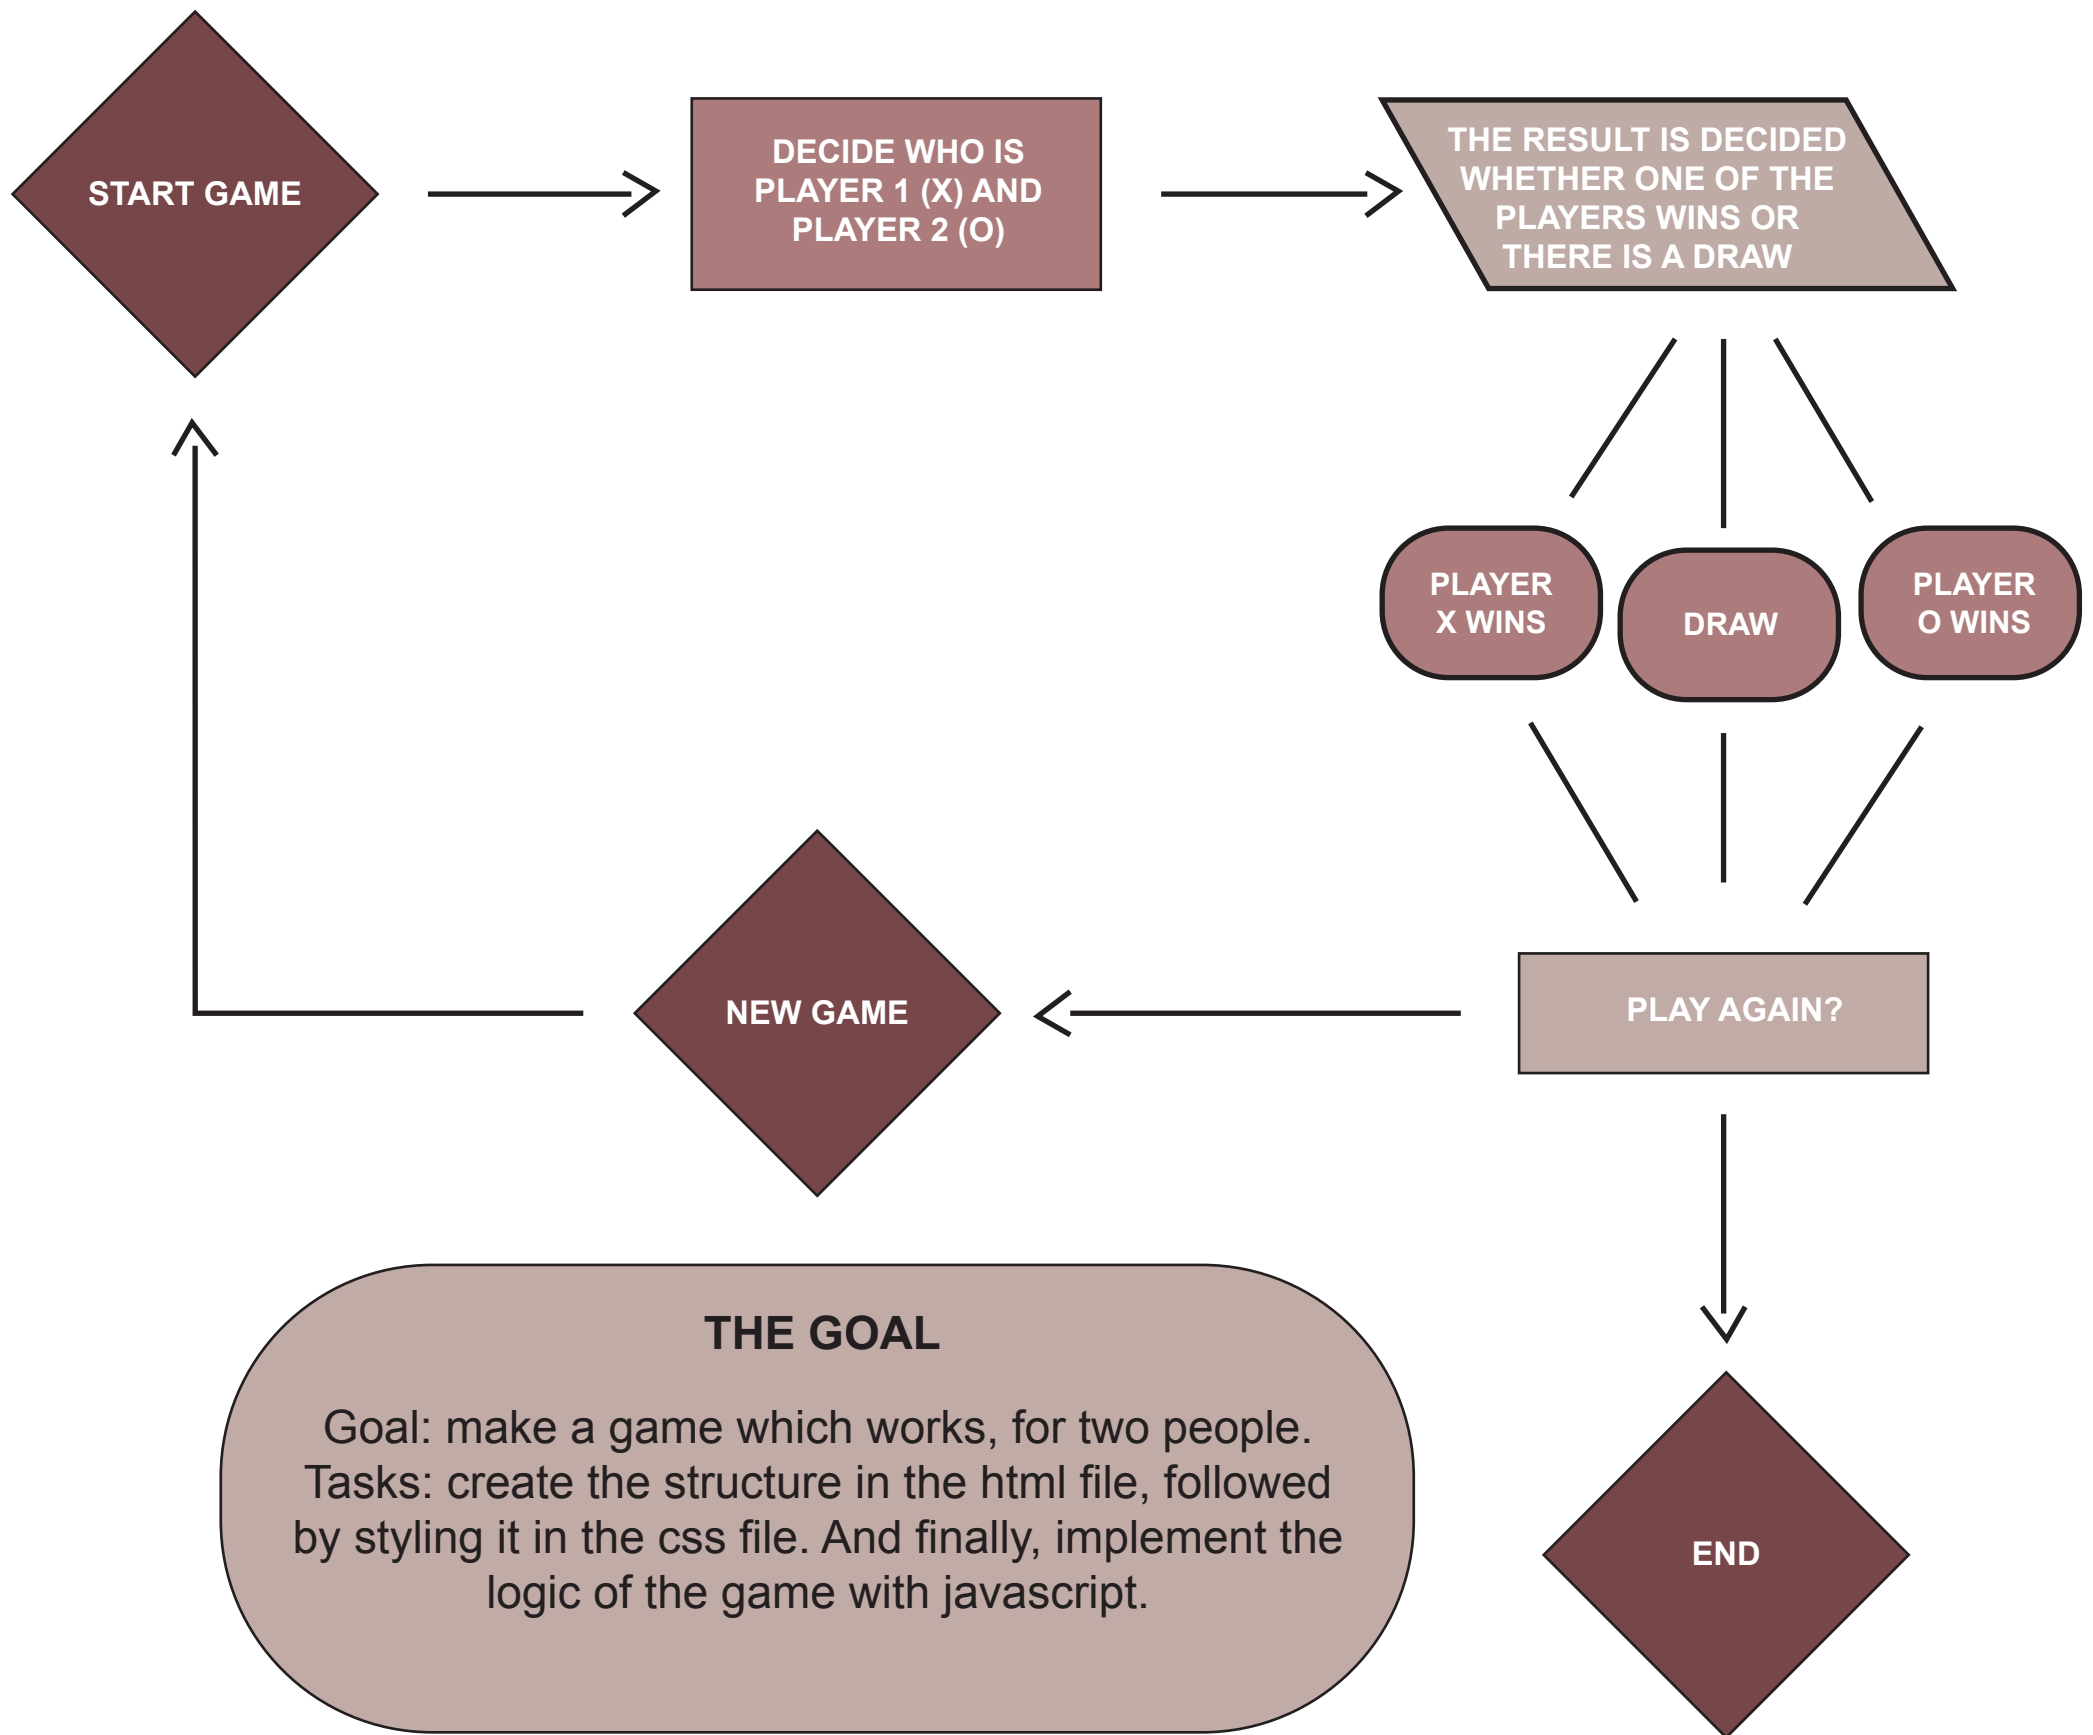 START GAME
DECIDE WHO IS
PLAYER 1 (X) AND
PLAYER 2 (O)
THE RESULT IS DECIDED
WHETHER ONE OF THE
PLAYERS WINS OR
THERE IS A DRAW
PLAYER
X WINS
DRAW
PLAYER
O WINS
PLAY AGAIN?
NEW GAME
END
THE GOAL
Goal: make a game which works, for two people.
Tasks: create the structure in the html file, followed
by styling it in the css file. And finally, implement the
logic of the game with javascript.